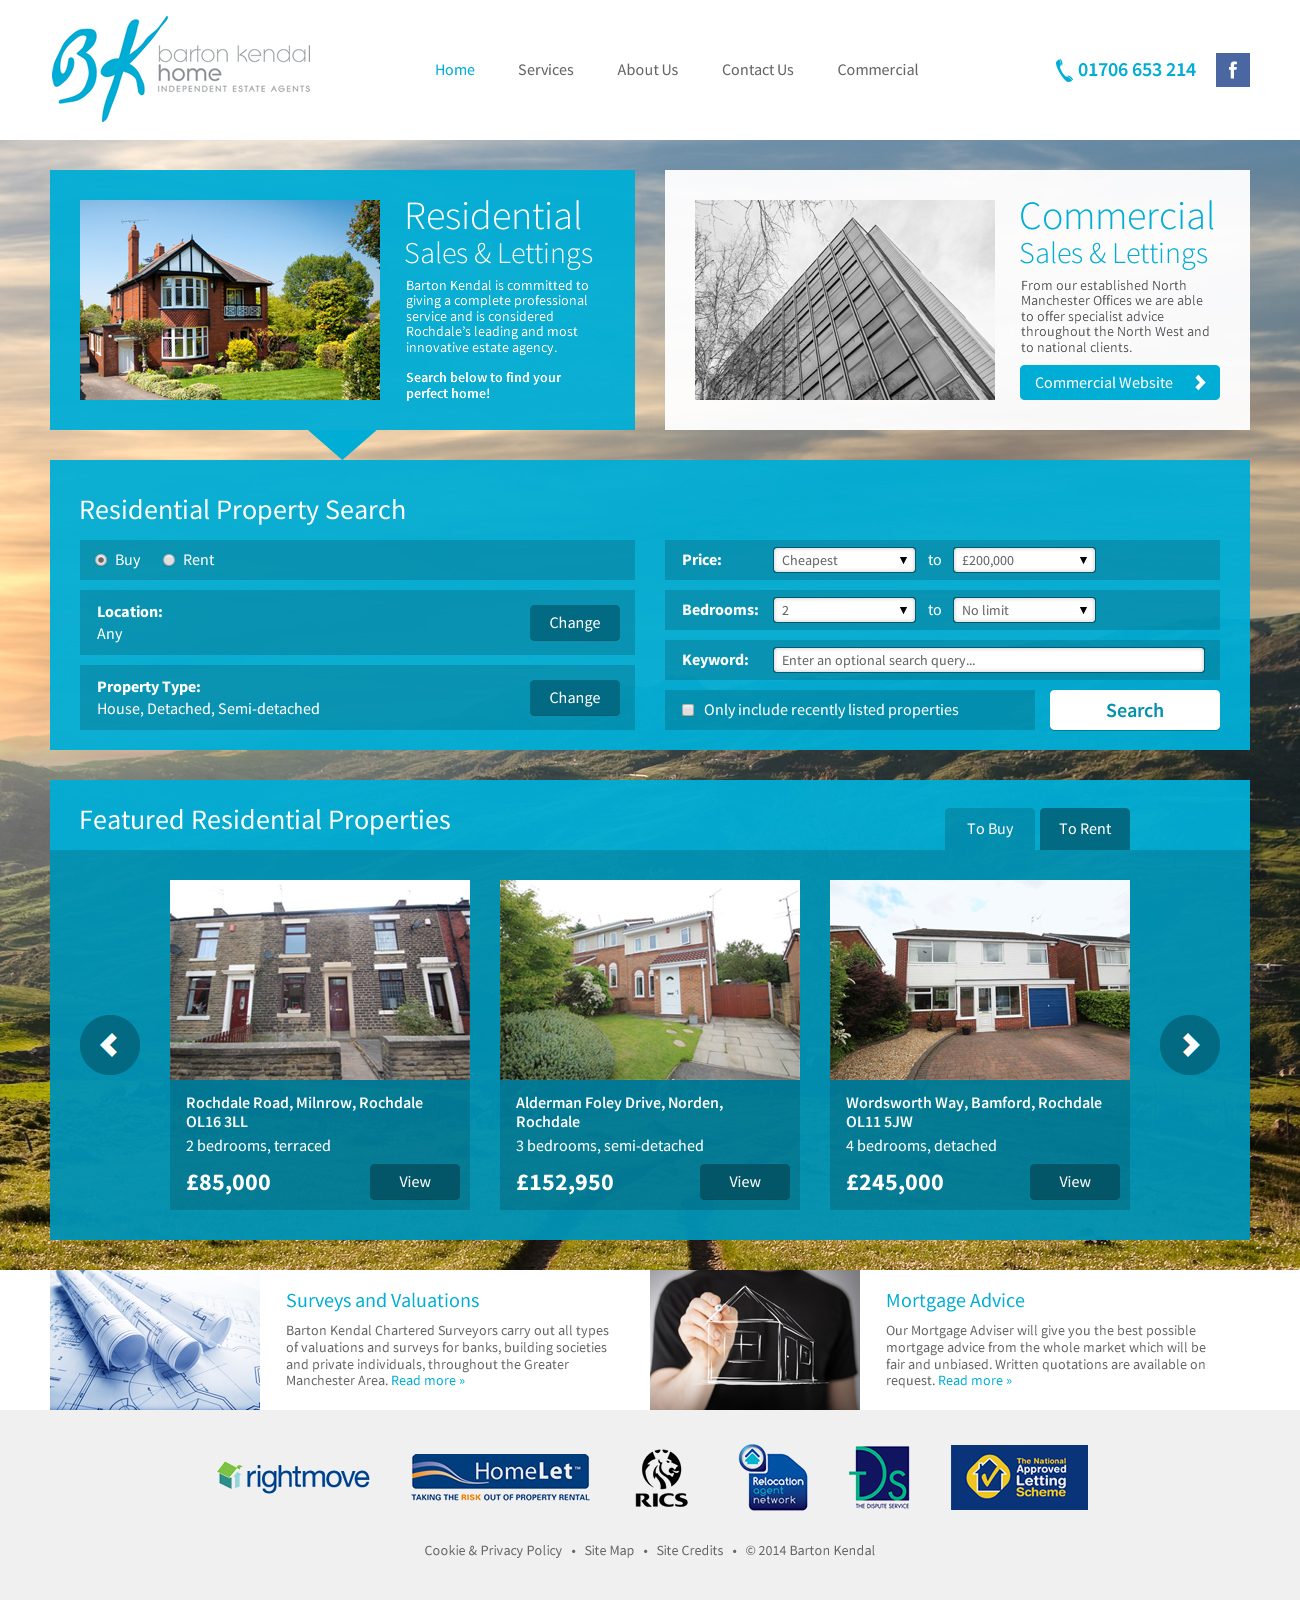 BK barton kendal
home
INDEPENDENT ESTATE AGENTS
Home
Services
About Us
Contact Us
Commercial
01706 653 214
f
Residential
Sales & Lettings
Barton Kendal is committed to
giving a complete professional
service and is considered
Rochdale's leading and most
innovative estate agency.
Search below to find your
perfect home!
Commercial
Sales & Lettings
From our established North
Manchester Offices we are able
to offer specialist advice
throughout the North West and
to national clients.
Commercial Website
Residential Property Search
Buy
Rent
Location:
Any
Change
Property Type:
House, Detached, Semi-detached
Change
Price:
Cheapest
to
£200,000
Bedrooms:
2
to
No limit
Keyword:
Enter an optional search query...
Only include recently listed properties
Search
Featured Residential Properties
To Buy
To Rent
Rochdale Road, Milnrow, Rochdale
OL16 3LL
2 bedrooms, terraced
£85,000
View
Alderman Foley Drive, Norden,
Rochdale
3 bedrooms, semi-detached
£152,950
View
Wordsworth Way, Bamford, Rochdale
OL11 5JW
4 bedrooms, detached
£245,000
View
Surveys and Valuations
Barton Kendal Chartered Surveyors carry out all types
of valuations and surveys for banks, building societies
and private individuals, throughout the Greater
Manchester Area. Read more »
Mortgage Advice
Our Mortgage Adviser will give you the best possible
mortgage advice from the whole market which will be
fair and unbiased. Written quotations are available on
request. Read more »
rightmove
HomeLet™
TAKING THE RISK OUT OF PROPERTY RENTAL
RICS
Relocation
agent
network
TDS
THE DISPUTE SERVICE
The National
Approved
Letting
Scheme
Cookie & Privacy Policy • Site Map • Site Credits • © 2014 Barton Kendal